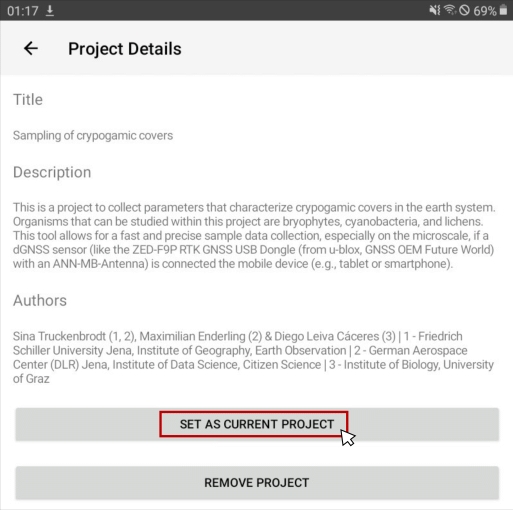 01:17 69%
Project Details
Title
Sampling of crypogamic covers
Description
This is a project to collect parameters that characterize crypogamic covers in the earth system.
Organisms that can be studied within this project are bryophytes, cyanobacteria, and lichens.
This tool allows for a fast and precise sample data collection, especially on the microscale, if a
dGNSS sensor (like the ZED-F9P RTK GNSS USB Dongle (from u-blox, GNSS OEM Future World)
with an ANN-MB-Antenna) is connected the mobile device (e.g., tablet or smartphone).
Authors
Sina Truckenbrodt (1, 2), Maximilian Enderling (2) & Diego Leiva Cáceres (3) | 1 - Friedrich
Schiller University Jena, Institute of Geography, Earth Observation | 2 - German Aerospace
Center (DLR) Jena, Institute of Data Science, Citizen Science | 3 - Institute of Biology, University
of Graz
SET AS CURRENT PROJECT
REMOVE PROJECT